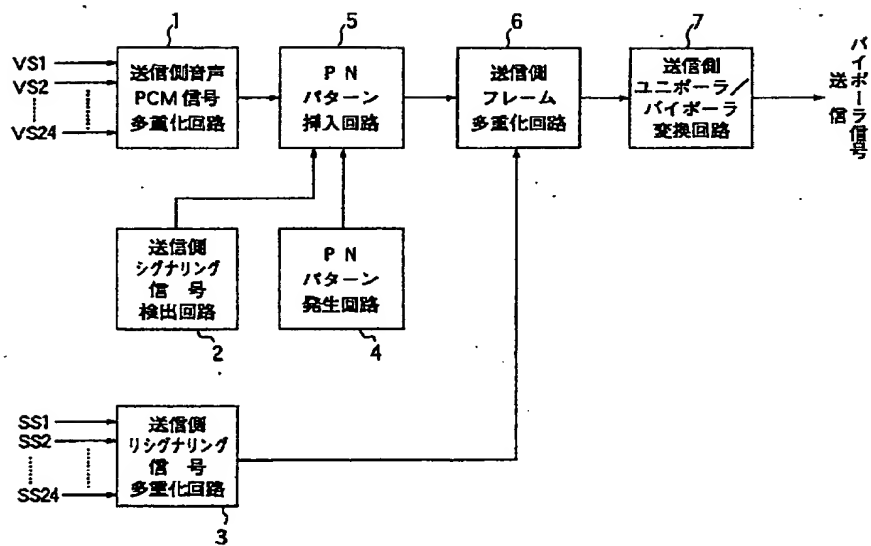 1
5
6
7
VS1
VS2
VS24
送信側音声
PCM信号
多重化回路
PN
パターン
挿入回路
送信側
フレーム
多重化回路
送信側
ユニポーラ／
バイポーラ
変換回路
バイポーラ信号
送信
送信側
シグナリング
信号
検出回路
2
PN
パターン
発生回路
4
SS1
SS2
SS24
送信側
リシグナリング
信号
多重化回路
3